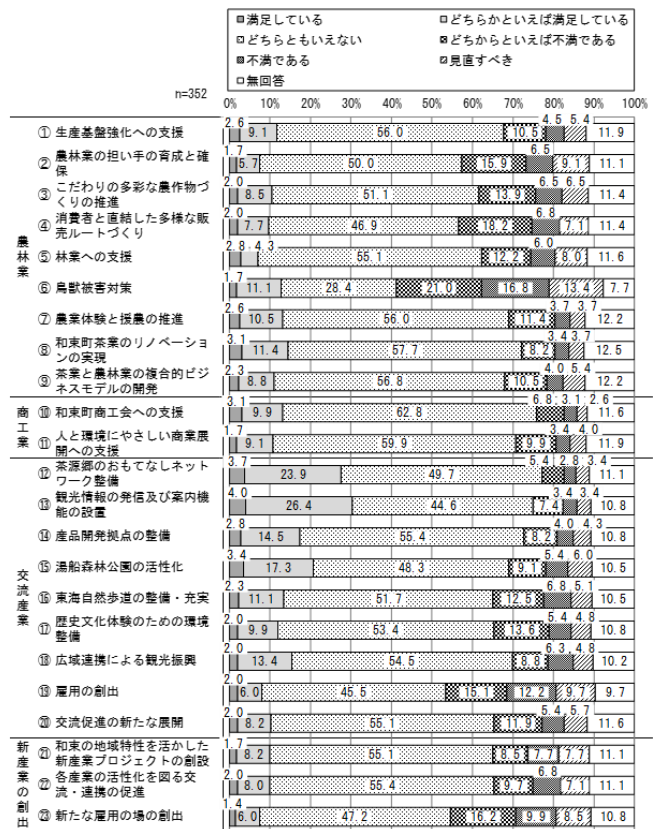 ■満足している □どちらかといえば満足している
□どちらともいえない ■どちからといえば不満である
■不満である □見直すべき
□無回答
n=352
0% 10% 20% 30% 40% 50% 60% 70% 80% 90% 100%
農林業
① 生産基盤強化への支援 2.6 9.1 56.0 10.5 4.5 5.4 11.9
② 農林業の担い手の育成と確
保 1.7 5.7 50.0 15.9 6.5 9.1 11.1
③ こだわりの多彩な農作物づ
くりの推進 2.0 8.5 51.1 13.9 6.5 6.5 11.4
④ 消費者と直結した多様な販
売ルートづくり 2.0 7.7 46.9 18.2 6.8 7.1 11.4
⑤ 林業への支援 2.8 4.3 55.1 12.2 6.0 8.0 11.6
⑥ 鳥獣被害対策 1.7 11.1 28.4 21.0 16.8 13.4 7.7
⑦ 農業体験と援農の推進 2.6 10.5 56.0 11.4 3.7 3.7 12.2
⑧ 和束町茶業のリノベーショ
ンの実現 3.1 11.4 57.7 8.2 3.4 3.7 12.5
⑨ 茶業と農林業の複合的ビジ
ネスモデルの開発 2.3 8.8 56.8 10.5 4.0 5.4 12.2
商工業
⑩ 和束町商工会への支援 3.1 9.9 62.8 6.8 3.1 2.6 11.6
⑪ 人と環境にやさしい商業展
開への支援 1.7 9.1 59.9 9.9 3.4 4.0 11.9
交流産業
⑫ 茶源郷のおもてなしネット
ワーク整備 3.7 23.9 49.7 5.4 2.8 3.4 11.1
⑬ 観光情報の発信及び案内機
能の設置 4.0 26.4 44.6 7.4 3.4 3.4 10.8
⑭ 産品開発拠点の整備 2.8 14.5 55.4 8.2 4.0 4.3 10.8
⑮ 湯船森林公園の活性化 3.4 17.3 48.3 9.1 5.4 6.0 10.5
⑯ 東海自然歩道の整備・充実 2.3 11.1 51.7 12.5 6.8 5.1 10.5
⑰ 歴史文化体験のための環境
整備 2.0 9.9 53.4 13.6 5.4 4.8 10.8
⑱ 広域連携による観光振興 2.0 13.4 54.5 8.8 6.3 4.8 10.2
⑲ 雇用の創出 2.0 6.0 45.5 15.1 12.2 9.7 9.7
⑳ 交流促進の新たな展開 2.0 8.2 55.1 11.9 5.4 5.7 11.6
新産業の創出
㉑ 和束の地域特性を活かした
新産業プロジェクトの創設 1.7 8.2 55.1 8.5 7.7 7.7 11.1
㉒ 各産業の活性化を図る交
流・連携の促進 2.0 8.0 55.4 9.7 6.8 7.1 11.1
㉓ 新たな雇用の場の創出 1.4 6.0 47.2 16.2 9.9 8.5 10.8